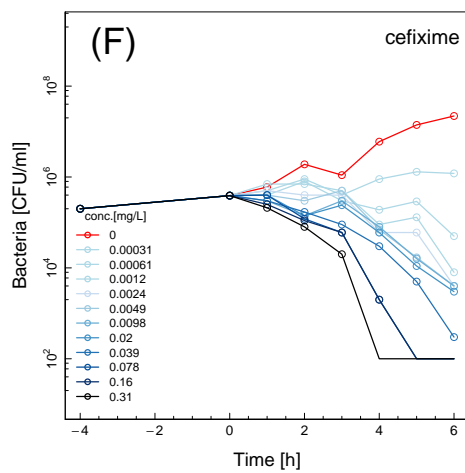 (F)
cefixime
Bacteria [CFU/ml]
10^8
10^6
10^4
10^2
conc.[mg/L]
0
0.00031
0.00061
0.0012
0.0024
0.0049
0.0098
0.02
0.039
0.078
0.16
0.31
−4 −2 0 2 4 6
Time [h]